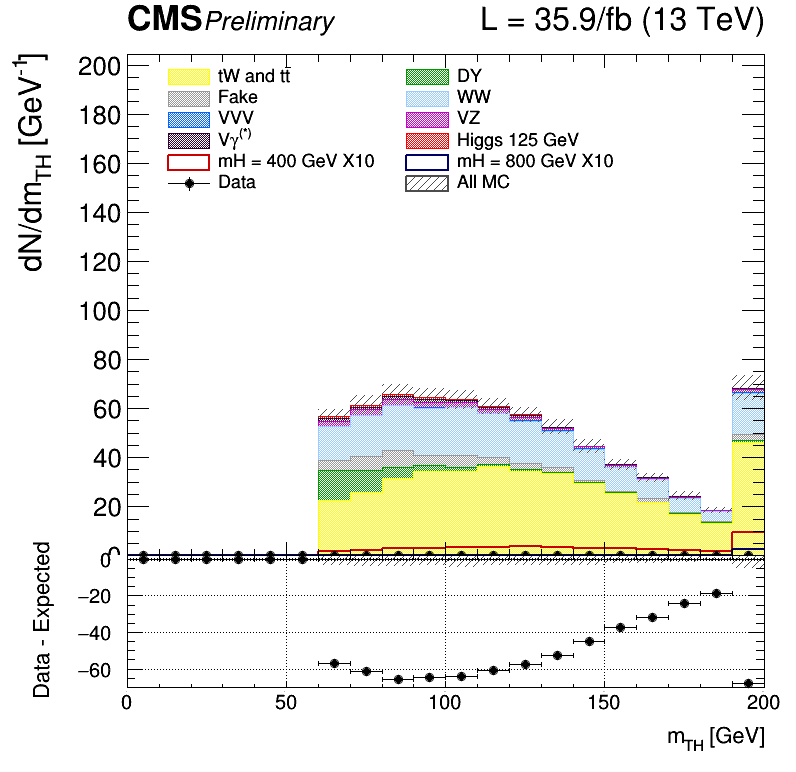 CMS Preliminary L = 35.9/fb (13 TeV)
dN/dm_TH [GeV⁻¹]
200
180
160
140
120
100
80
60
40
20
0
tW and tt̅ DY
Fake WW
VVV VZ
Vγ(*) Higgs 125 GeV
mH = 400 GeV X10 mH = 800 GeV X10
Data All MC
Data - Expected
0
−20
−40
−60
0 50 100 150 200
m_TH [GeV]